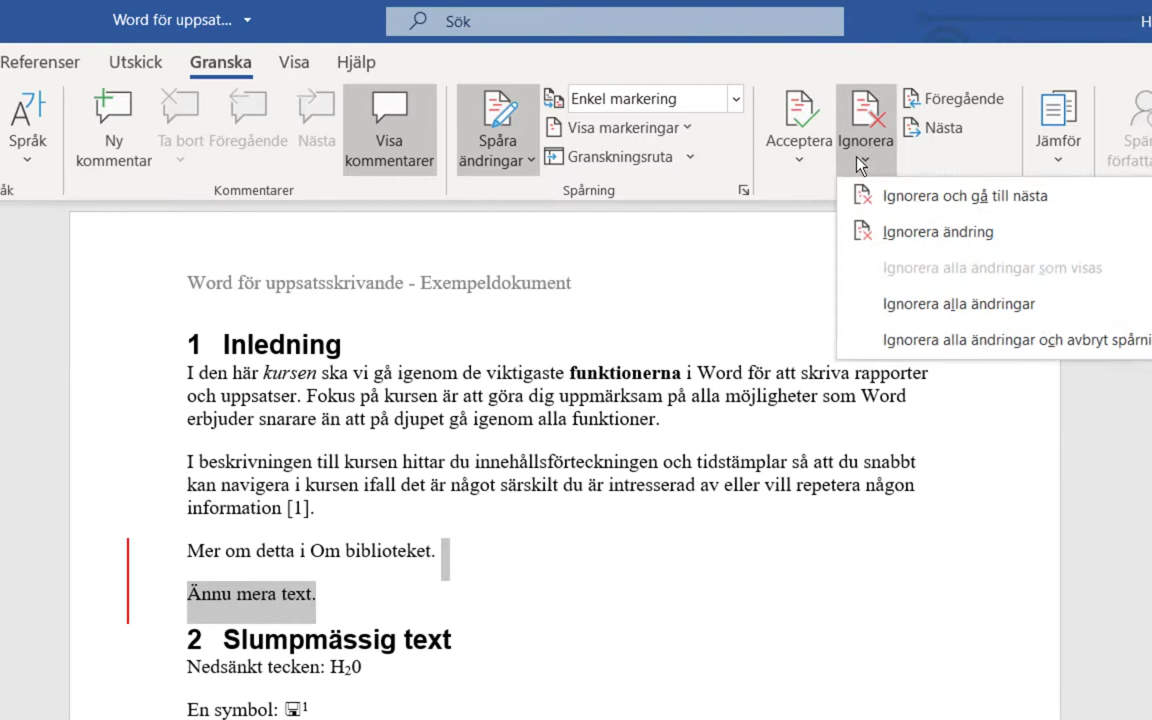 Word för uppsat...
Sök
H
Referenser Utskick Granska Visa Hjälp
Språk
Ny kommentar
Ta bort
Föregående
Nästa
Visa kommentarer
Kommentarer
Spåra ändringar
Enkel markering
Visa markeringar
Granskningsruta
Spårning
Acceptera
Ignorera
Föregående
Nästa
Jämför
Ignorera och gå till nästa
Ignorera ändring
Ignorera alla ändringar som visas
Ignorera alla ändringar
Ignorera alla ändringar och avbryt spårni
Word för uppsatsskrivande - Exempeldokument
1 Inledning
I den här kursen ska vi gå igenom de viktigaste funktionerna i Word för att skriva rapporter
och uppsatser. Fokus på kursen är att göra dig uppmärksam på alla möjligheter som Word
erbjuder snarare än att på djupet gå igenom alla funktioner.
I beskrivningen till kursen hittar du innehållsförteckningen och tidstämplar så att du snabbt
kan navigera i kursen ifall det är något särskilt du är intresserad av eller vill repetera någon
information [1].
Mer om detta i Om biblioteket.
Ännu mera text.
2 Slumpmässig text
Nedsänkt tecken: H₂0
En symbol: 🖫¹